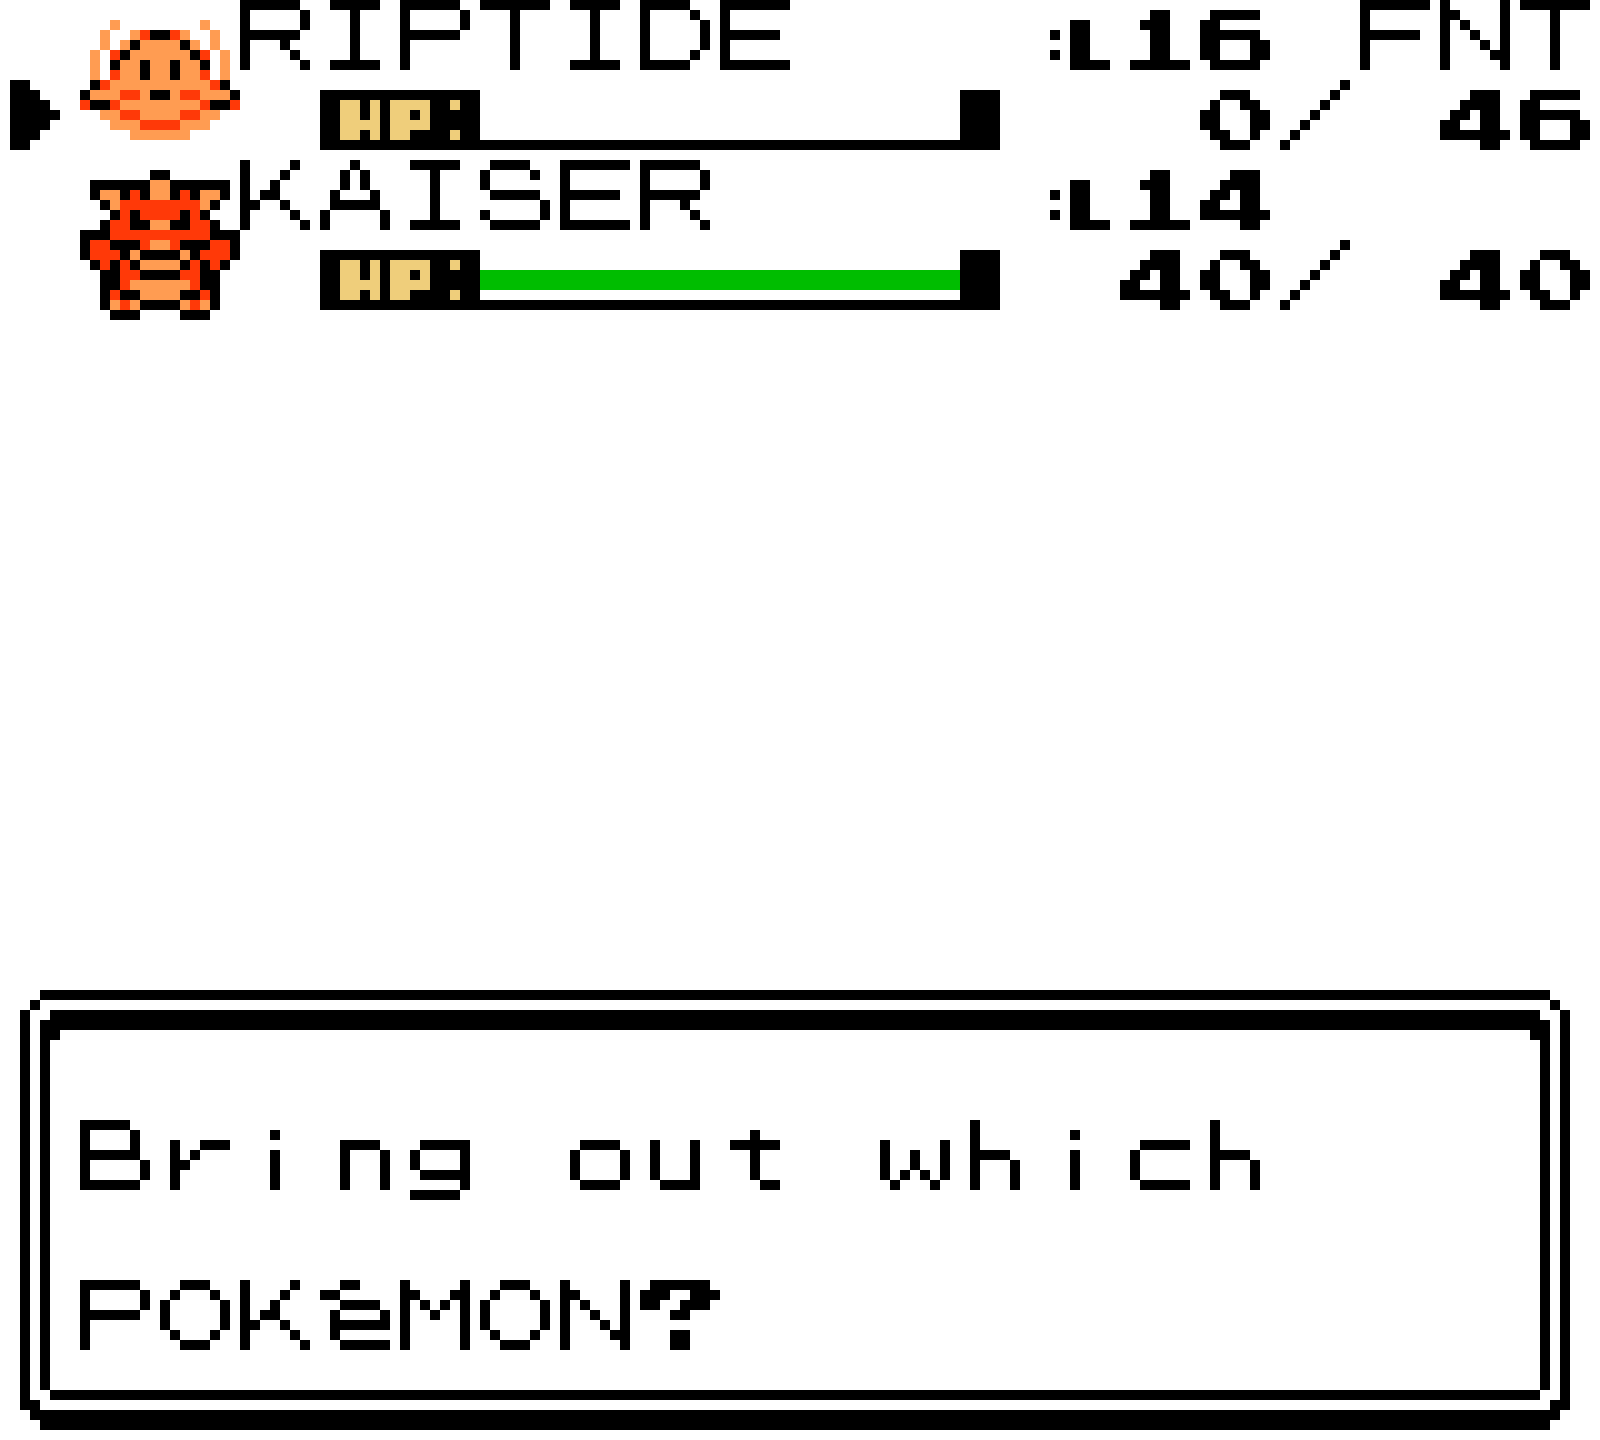 RIPTIDE :L16 FNT
HP: 0/ 46
KAISER :L14
HP: 40/ 40
Bring out which
POKéMON?